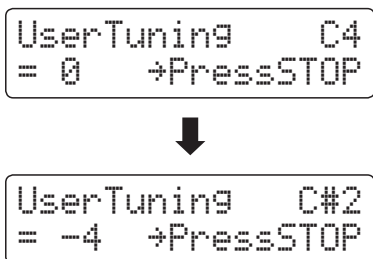 UserTuning C4
= 0 →PressSTOP
UserTuning C#2
= -4 →PressSTOP